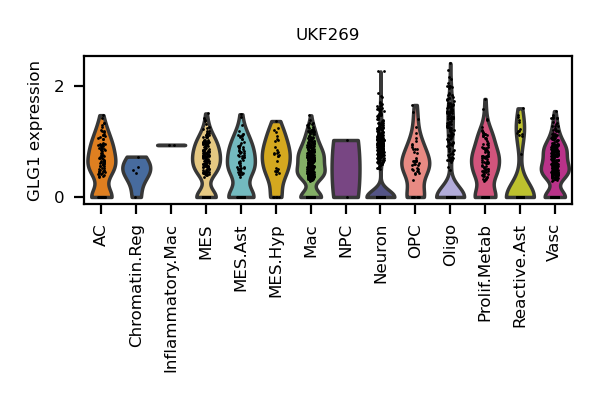 UKF269
GLG1 expression
2
0
AC
Chromatin.Reg
Inflammatory.Mac
MES
MES.Ast
MES.Hyp
Mac
NPC
Neuron
OPC
Oligo
Prolif.Metab
Reactive.Ast
Vasc